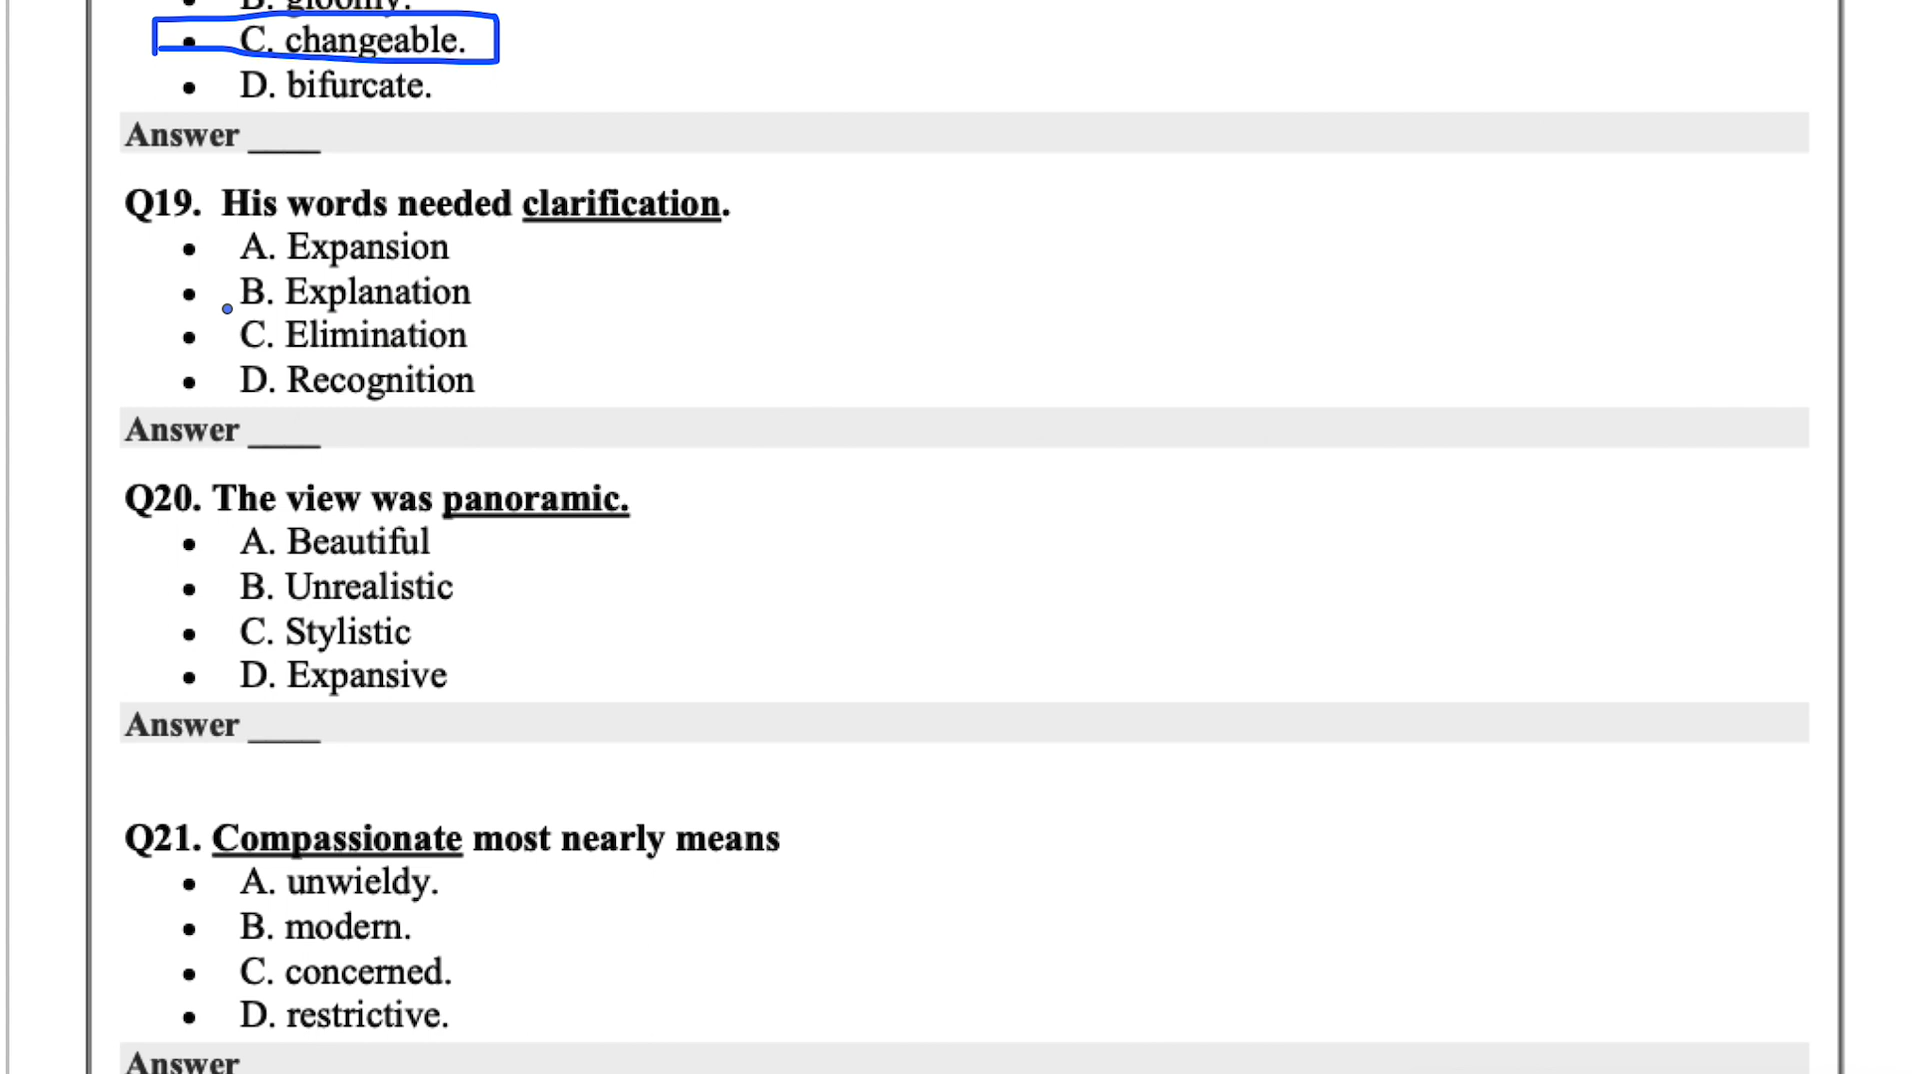 B. gloomy.
C. changeable.
D. bifurcate.
Answer ____
Q19. His words needed clarification.
A. Expansion
B. Explanation
C. Elimination
D. Recognition
Answer ____
Q20. The view was panoramic.
A. Beautiful
B. Unrealistic
C. Stylistic
D. Expansive
Answer ____
Q21. Compassionate most nearly means
A. unwieldy.
B. modern.
C. concerned.
D. restrictive.
Answer